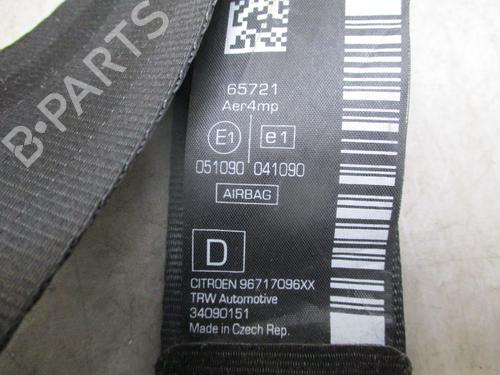 B-PARTS
65721
Aer4mp
E1 e1
051090 041090
AIRBAG
D
CITROEN 96717096XX
TRW Automotive
34090151
Made in Czech Rep.